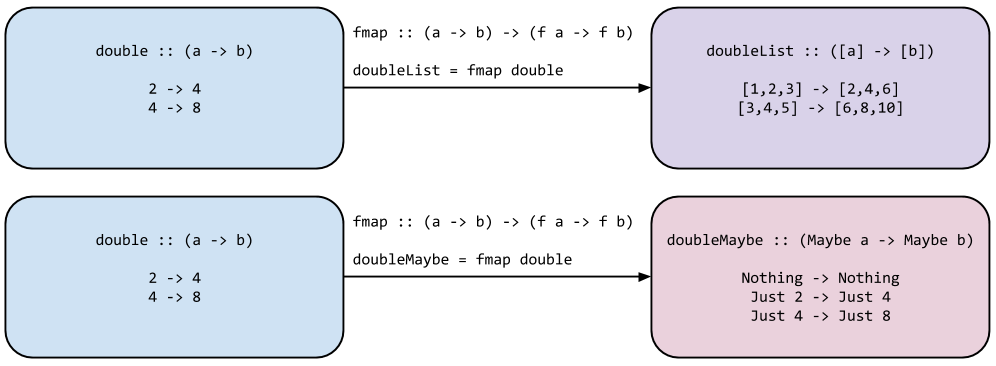 double :: (a -> b)
2 -> 4
4 -> 8
fmap :: (a -> b) -> (f a -> f b)
doubleList = fmap double
doubleList :: ([a] -> [b])
[1,2,3] -> [2,4,6]
[3,4,5] -> [6,8,10]
double :: (a -> b)
2 -> 4
4 -> 8
fmap :: (a -> b) -> (f a -> f b)
doubleMaybe = fmap double
doubleMaybe :: (Maybe a -> Maybe b)
Nothing -> Nothing
Just 2 -> Just 4
Just 4 -> Just 8